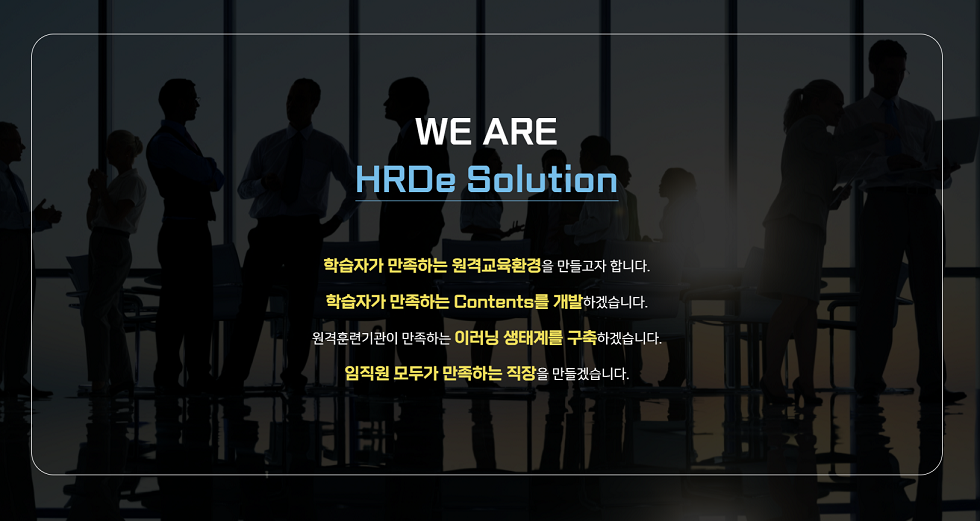 WE ARE
HRDe Solution
학습자가 만족하는 원격교육환경을 만들고자 합니다.
학습자가 만족하는 Contents를 개발하겠습니다.
원격훈련기관이 만족하는 이러닝 생태계를 구축하겠습니다.
임직원 모두가 만족하는 직장을 만들겠습니다.